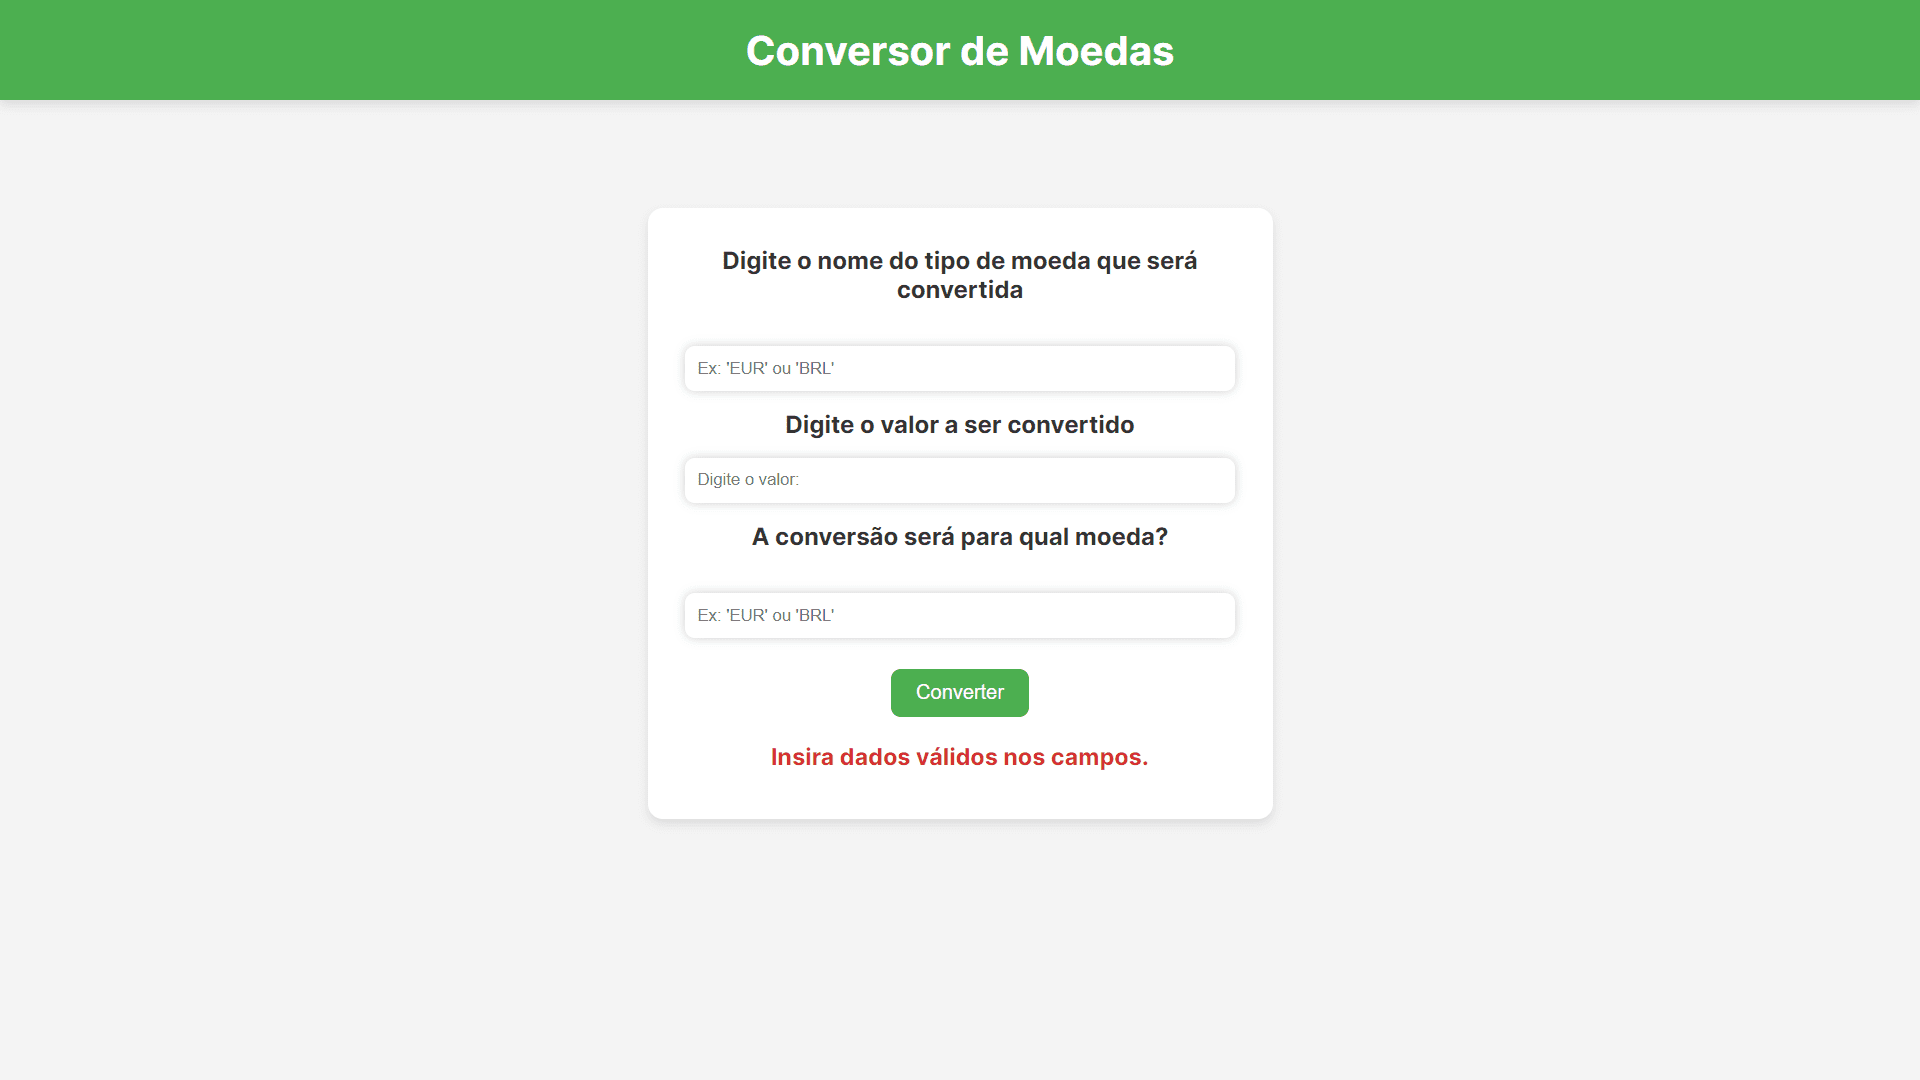 Conversor de Moedas
Digite o nome do tipo de moeda que será
convertida
Ex: 'EUR' ou 'BRL'
Digite o valor a ser convertido
Digite o valor:
A conversão será para qual moeda?
Ex: 'EUR' ou 'BRL'
Converter
Insira dados válidos nos campos.